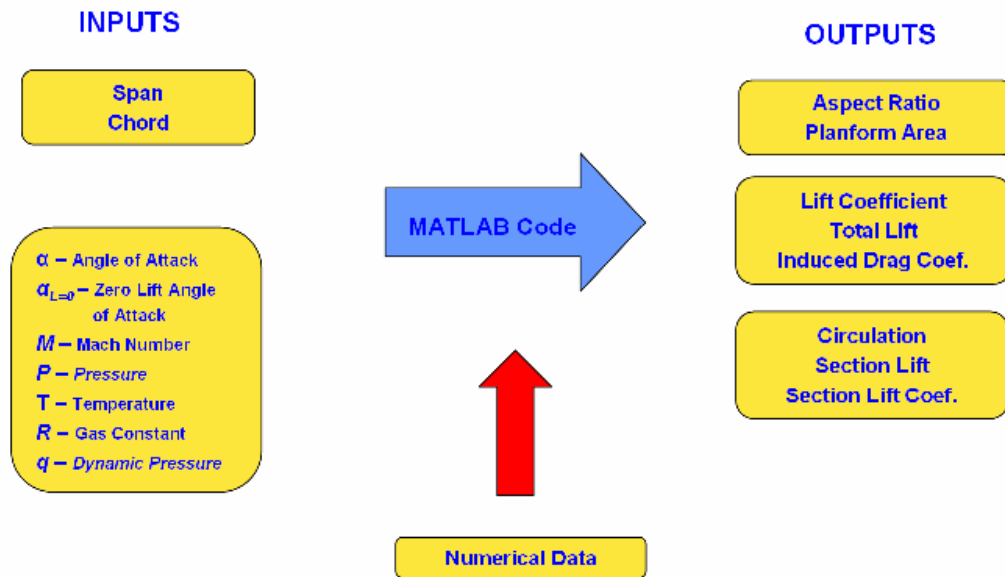 INPUTS
Span
Chord
α – Angle of Attack
α L=0 – Zero Lift Angle
of Attack
M – Mach Number
P – Pressure
T – Temperature
R – Gas Constant
q – Dynamic Pressure
MATLAB Code
Numerical Data
OUTPUTS
Aspect Ratio
Planform Area
Lift Coefficient
Total Lift
Induced Drag Coef.
Circulation
Section Lift
Section Lift Coef.